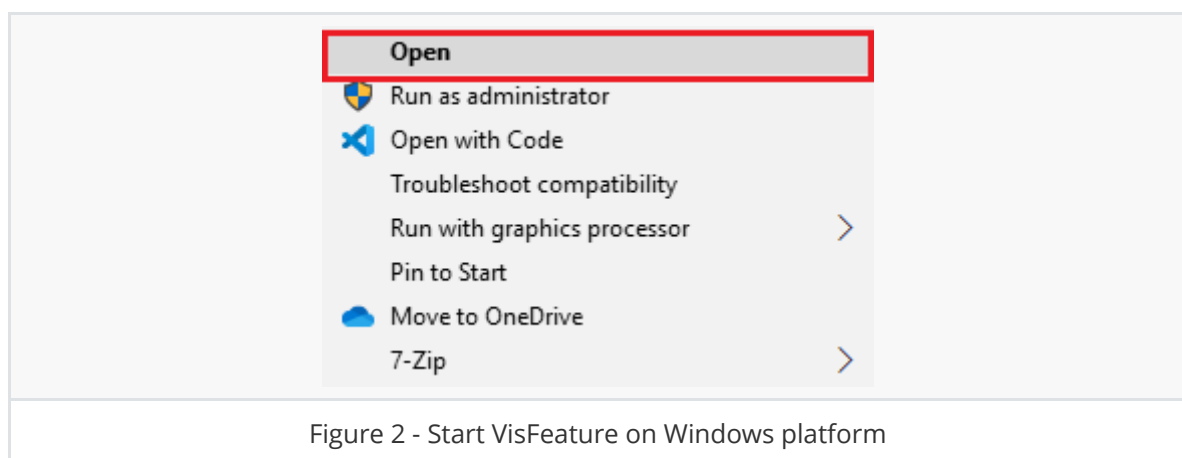 Open
Run as administrator
Open with Code
Troubleshoot compatibility
Run with graphics processor
Pin to Start
Move to OneDrive
7-Zip
Figure 2 - Start VisFeature on Windows platform